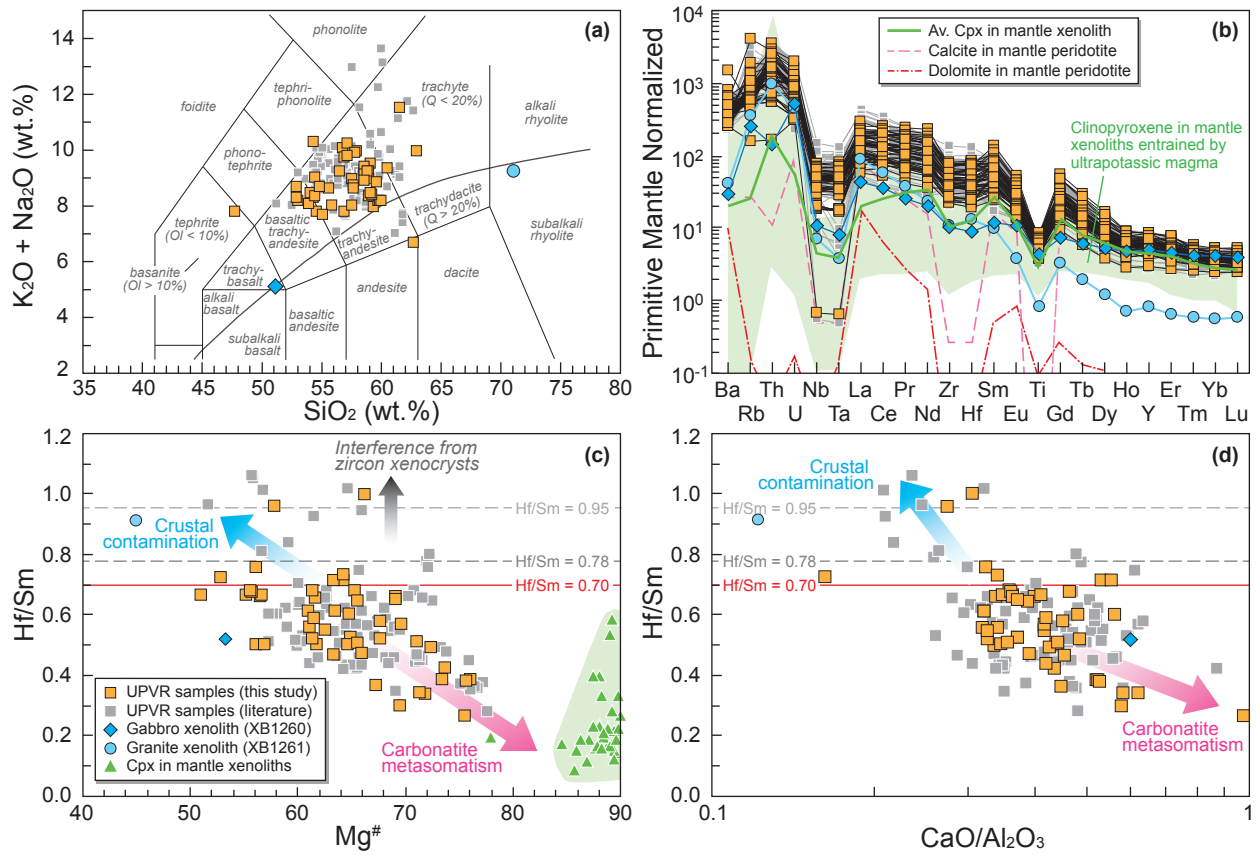 (a)
K₂O + Na₂O (wt.%)
14
12
10
8
6
4
2
35
40
45
50
55
60
65
70
75
80
SiO₂ (wt.%)
phonolite
foidite
tephri-
phonolite
trachyte
(Q < 20%)
alkali
rhyolite
phono-
tephrite
tephrite
(Ol < 10%)
basaltic
trachy-
andesite
trachy-
andesite
trachydacite
(Q > 20%)
subalkali
rhyolite
basanite
(Ol > 10%)
trachy-
basalt
alkali
basalt
subalkali
basalt
basaltic
andesite
andesite
dacite
(b)
Primitive Mantle Normalized
10⁴
10³
10²
10¹
10⁰
10⁻¹
Av. Cpx in mantle xenolith
Calcite in mantle peridotite
Dolomite in mantle peridotite
Clinopyroxene in mantle
xenoliths entrained by
ultrapotassic magma
Ba Th Nb La Pr Zr Sm Ti Tb Ho Er Yb
Rb U Ta Ce Nd Hf Eu Gd Dy Y Tm Lu
(c)
Hf/Sm
1.2
1.0
0.8
0.6
0.4
0.2
0.0
40
50
60
70
80
90
Mg#
Interference from
zircon xenocrysts
Hf/Sm = 0.95
Crustal
contamination
Hf/Sm = 0.78
Hf/Sm = 0.70
Carbonatite
metasomatism
UPVR samples (this study)
UPVR samples (literature)
Gabbro xenolith (XB1260)
Granite xenolith (XB1261)
Cpx in mantle xenoliths
(d)
Hf/Sm
1.2
1.0
0.8
0.6
0.4
0.2
0.0
0.1
1
CaO/Al₂O₃
Crustal
contamination
Hf/Sm = 0.95
Hf/Sm = 0.78
Hf/Sm = 0.70
Carbonatite
metasomatism